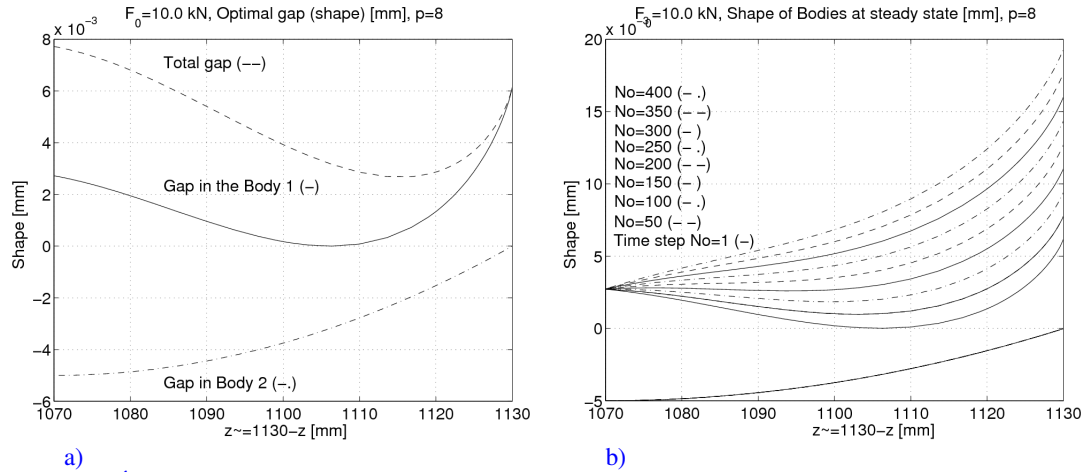 F0=10.0 kN, Optimal gap (shape) [mm], p=8
x 10−3
8
6
4
2
0
−2
−4
−6
Shape [mm]
Total gap (−−)
Gap in the Body 1 (−)
Gap in Body 2 (−.)
1070 1080 1090 1100 1110 1120 1130
z~=1130−z [mm]
a)
F0=10.0 kN, Shape of Bodies at steady state [mm], p=8
x 10−3
20
15
10
5
0
−5
Shape [mm]
No=400 (− .)
No=350 (− −)
No=300 (− )
No=250 (− .)
No=200 (− −)
No=150 (− )
No=100 (− .)
No=50 (− −)
Time step No=1 (−)
1070 1080 1090 1100 1110 1120 1130
z~=1130−z [mm]
b)